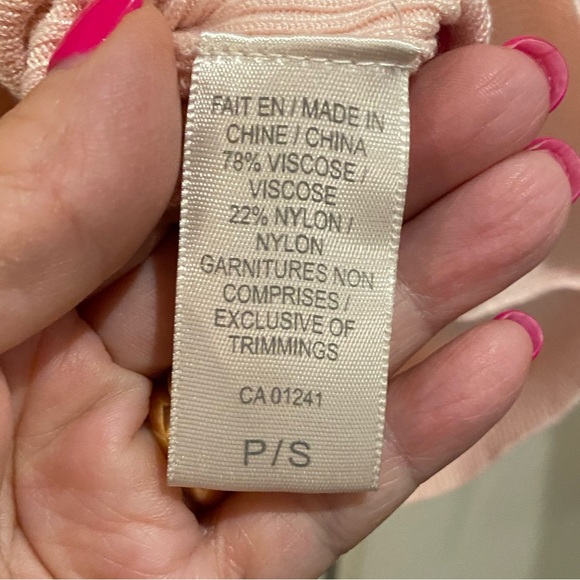 FAIT EN / MADE IN
CHINE / CHINA
78% VISCOSE /
VISCOSE
22% NYLON /
NYLON
GARNITURES NON
COMPRISES /
EXCLUSIVE OF
TRIMMINGS
CA 01241
P/S